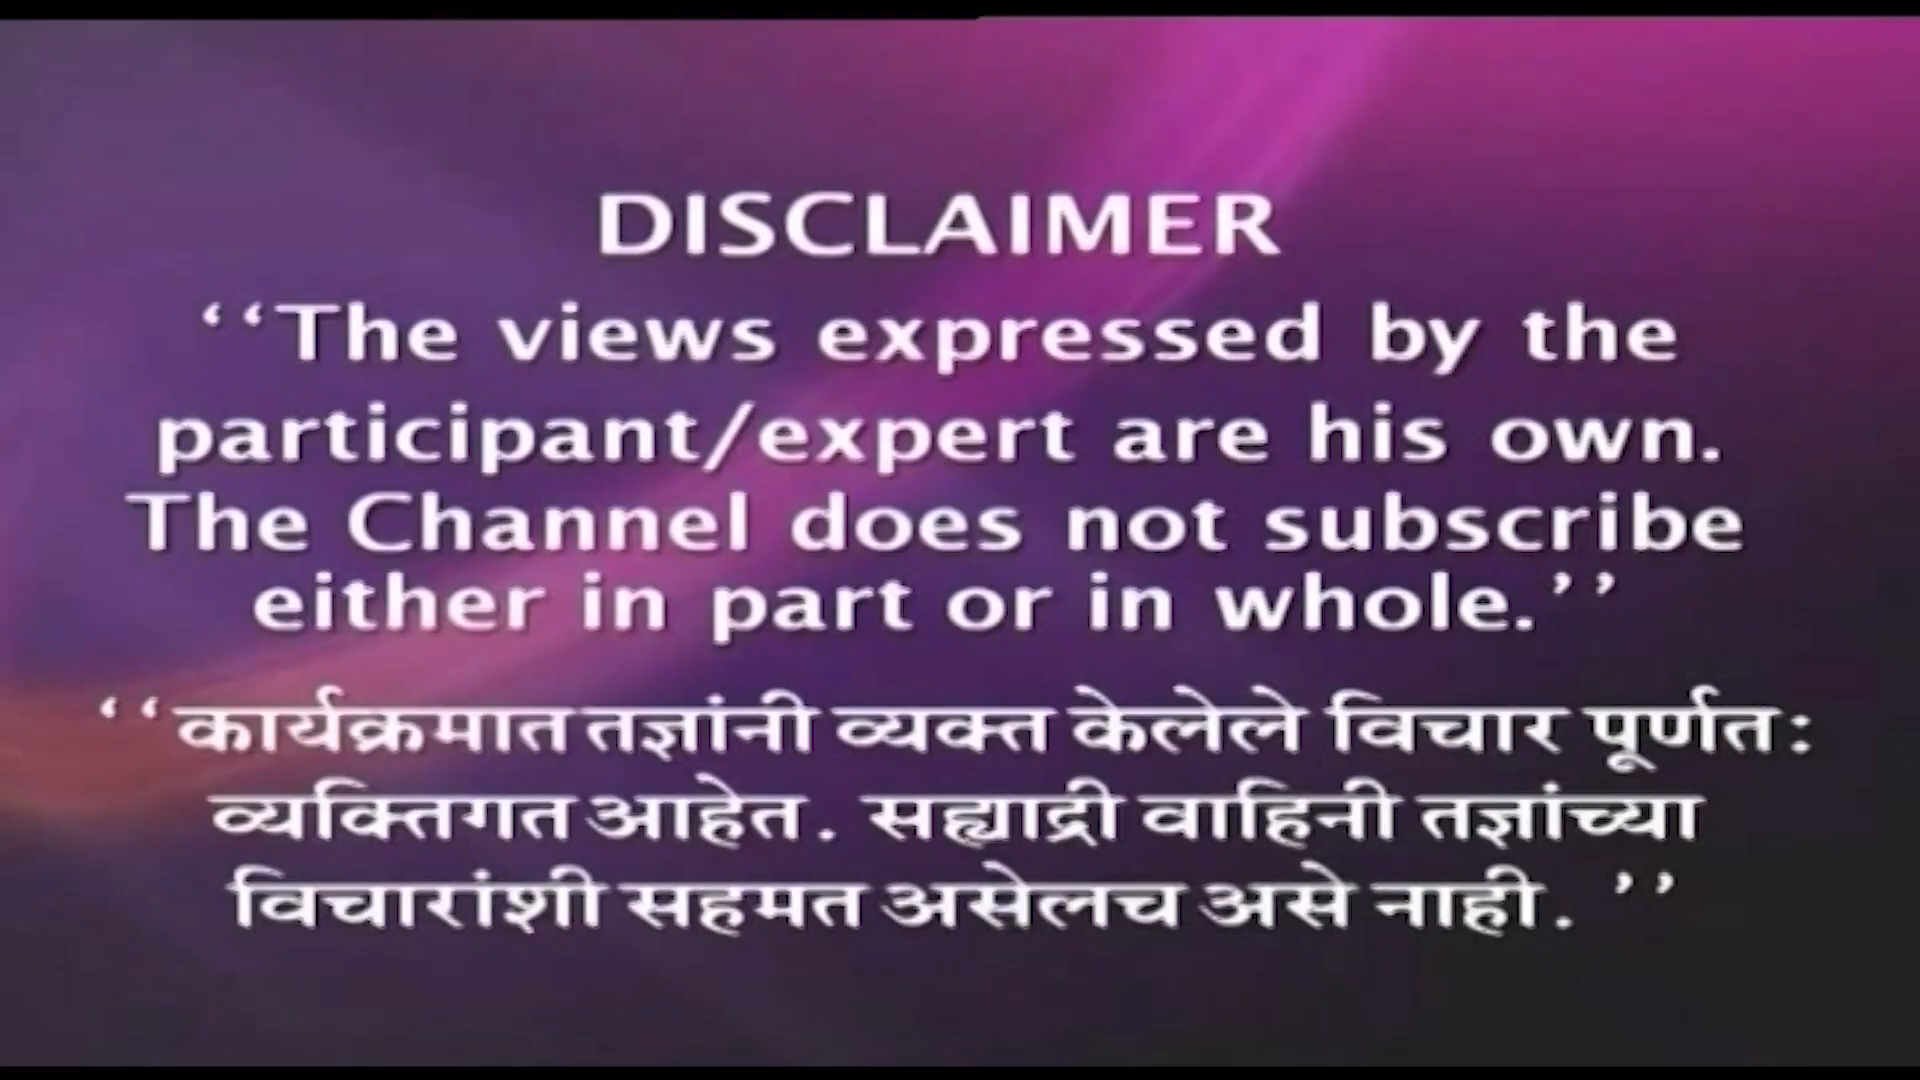 DISCLAIMER
‘‘The views expressed by the
participant/expert are his own.
The Channel does not subscribe
either in part or in whole.’’
‘‘कार्यक्रमात तज्ञांनी व्यक्त केलेले विचार पूर्णत:
व्यक्तिगत आहेत. सह्याद्री वाहिनी तज्ञांच्या
विचारांशी सहमत असेलच असे नाही. ’’